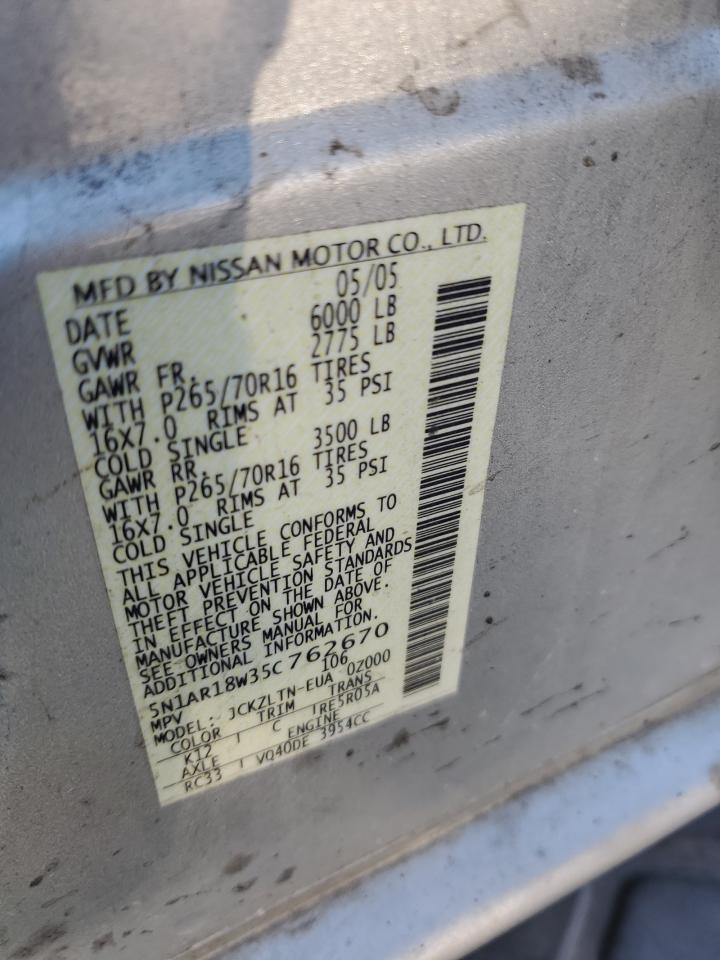 MFD BY NISSAN MOTOR CO., LTD.
DATE 05/05
GVWR 6000 LB
GAWR FR. 2775 LB
WITH P265/70R16 TIRES
16X7.0 RIMS AT 35 PSI
COLD SINGLE
GAWR RR. 3500 LB
WITH P265/70R16 TIRES
16X7.0 RIMS AT 35 PSI
COLD SINGLE
THIS VEHICLE CONFORMS TO
ALL APPLICABLE FEDERAL
MOTOR VEHICLE SAFETY AND
THEFT PREVENTION STANDARDS
IN EFFECT ON THE DATE OF
MANUFACTURE SHOWN ABOVE.
SEE OWNERS MANUAL FOR
ADDITIONAL INFORMATION.
5N1AR18W35C762670
MPV 106
MODEL: JCKZLTN-EUA 0Z000
COLOR TRIM TRANS
K12 C RE5R05A
AXLE ENGINE
RC33 VQ40DE 3954CC